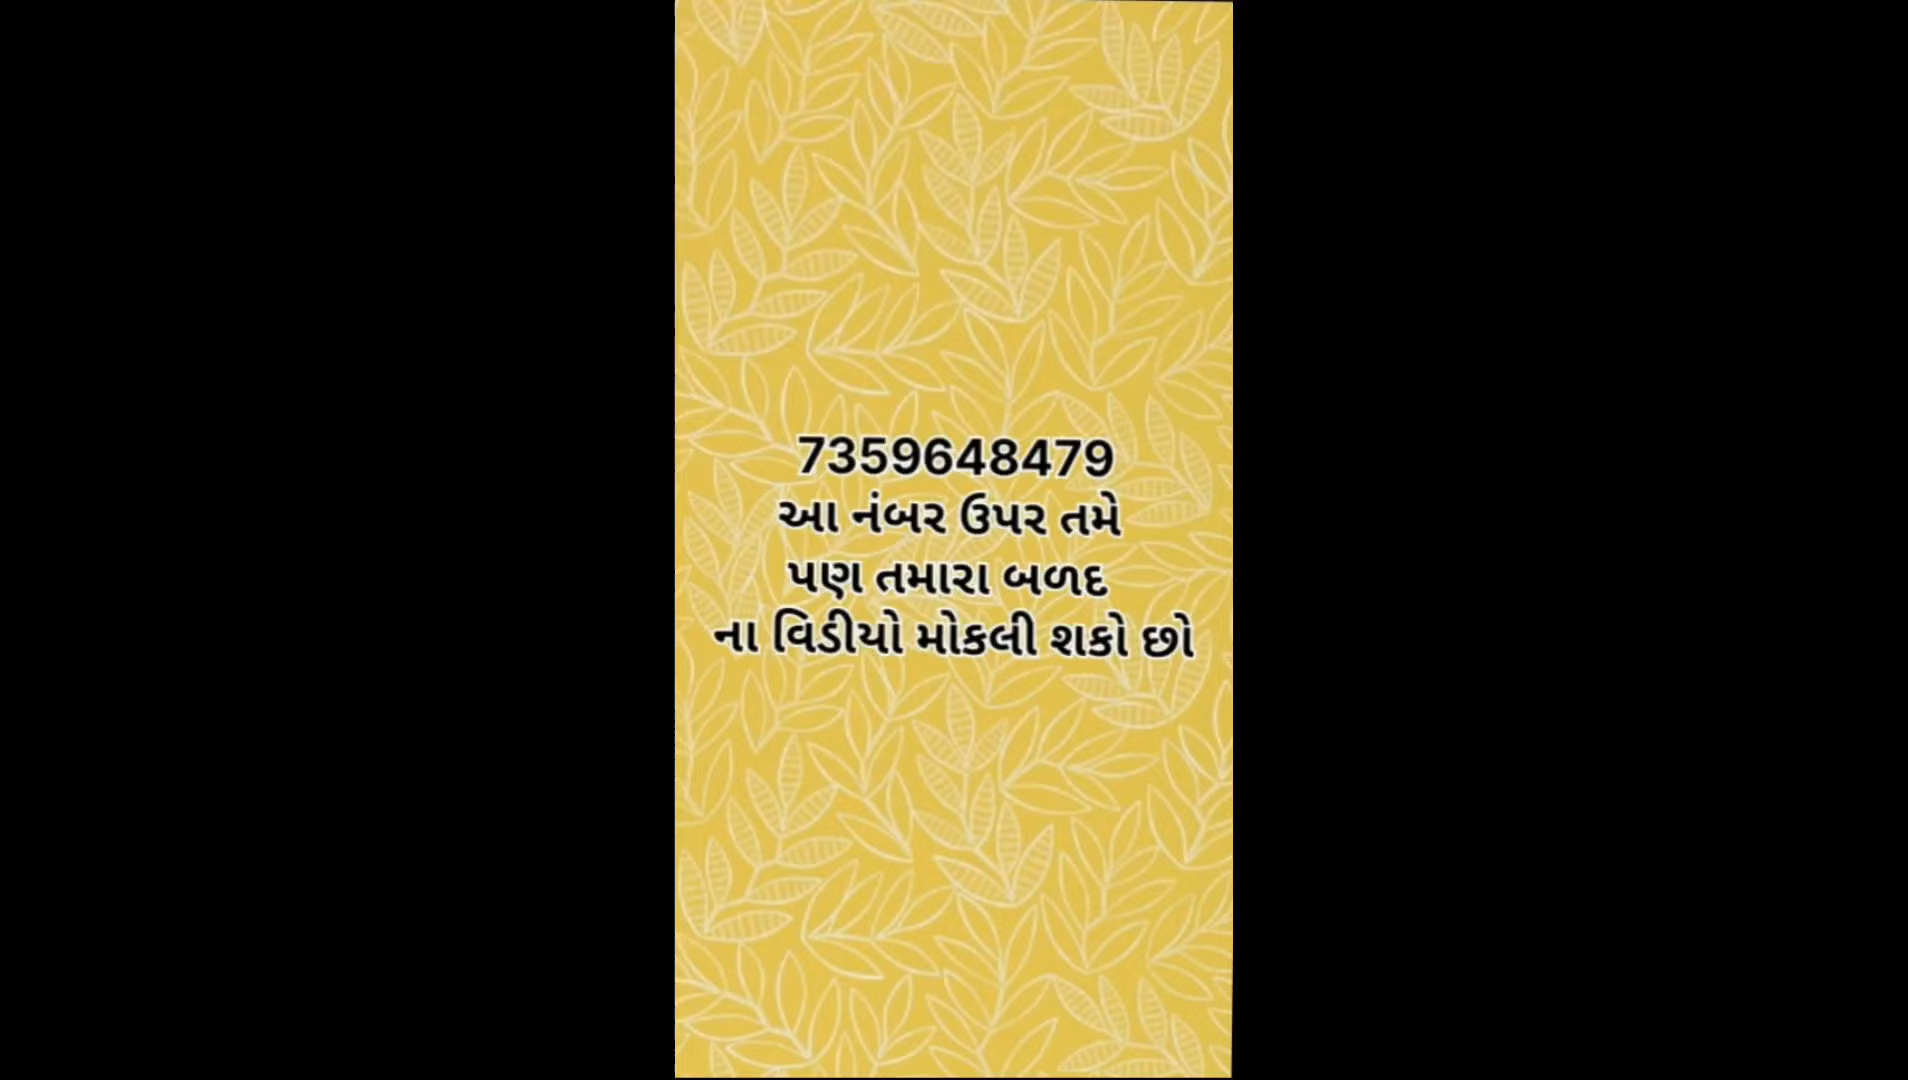 7359648479
આ નંબર ઉપર તમે
પણ તમારા બળદ
ના વિડીયો મોકલી શકો છો